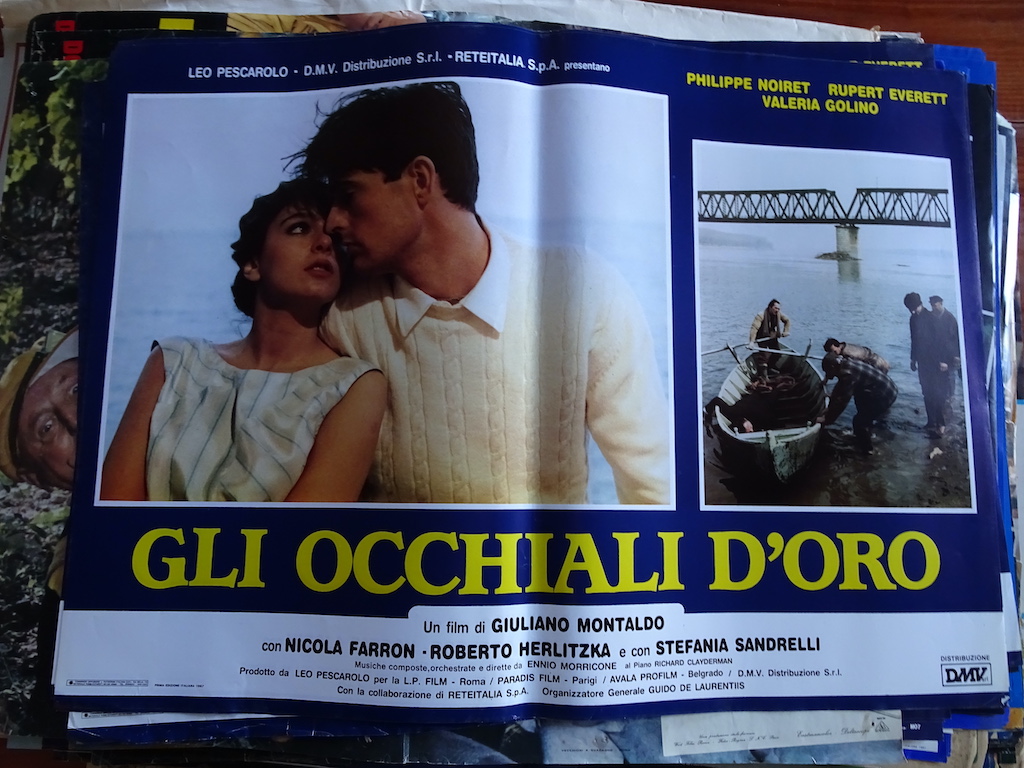 LEO PESCAROLO - D.M.V. Distribuzione S.r.l. - RETEITALIA S.p.A. presentano
PHILIPPE NOIRET RUPERT EVERETT
VALERIA GOLINO
EVERETT
GLI OCCHIALI D'ORO
Un film di GIULIANO MONTALDO
con NICOLA FARRON - ROBERTO HERLITZKA e con STEFANIA SANDRELLI
Musiche composte, orchestrate e dirette da ENNIO MORRICONE al Piano RICHARD CLAYDERMAN
Prodotto da LEO PESCAROLO per la L.P. FILM - Roma / PARADIS FILM - Parigi / AVALA PROFILM - Belgrado / D.M.V. Distribuzione S.r.l.
Con la collaborazione di RETEITALIA S.p.A. Organizzatore Generale GUIDO DE LAURENTIIS
DISTRIBUZIONE
DMV